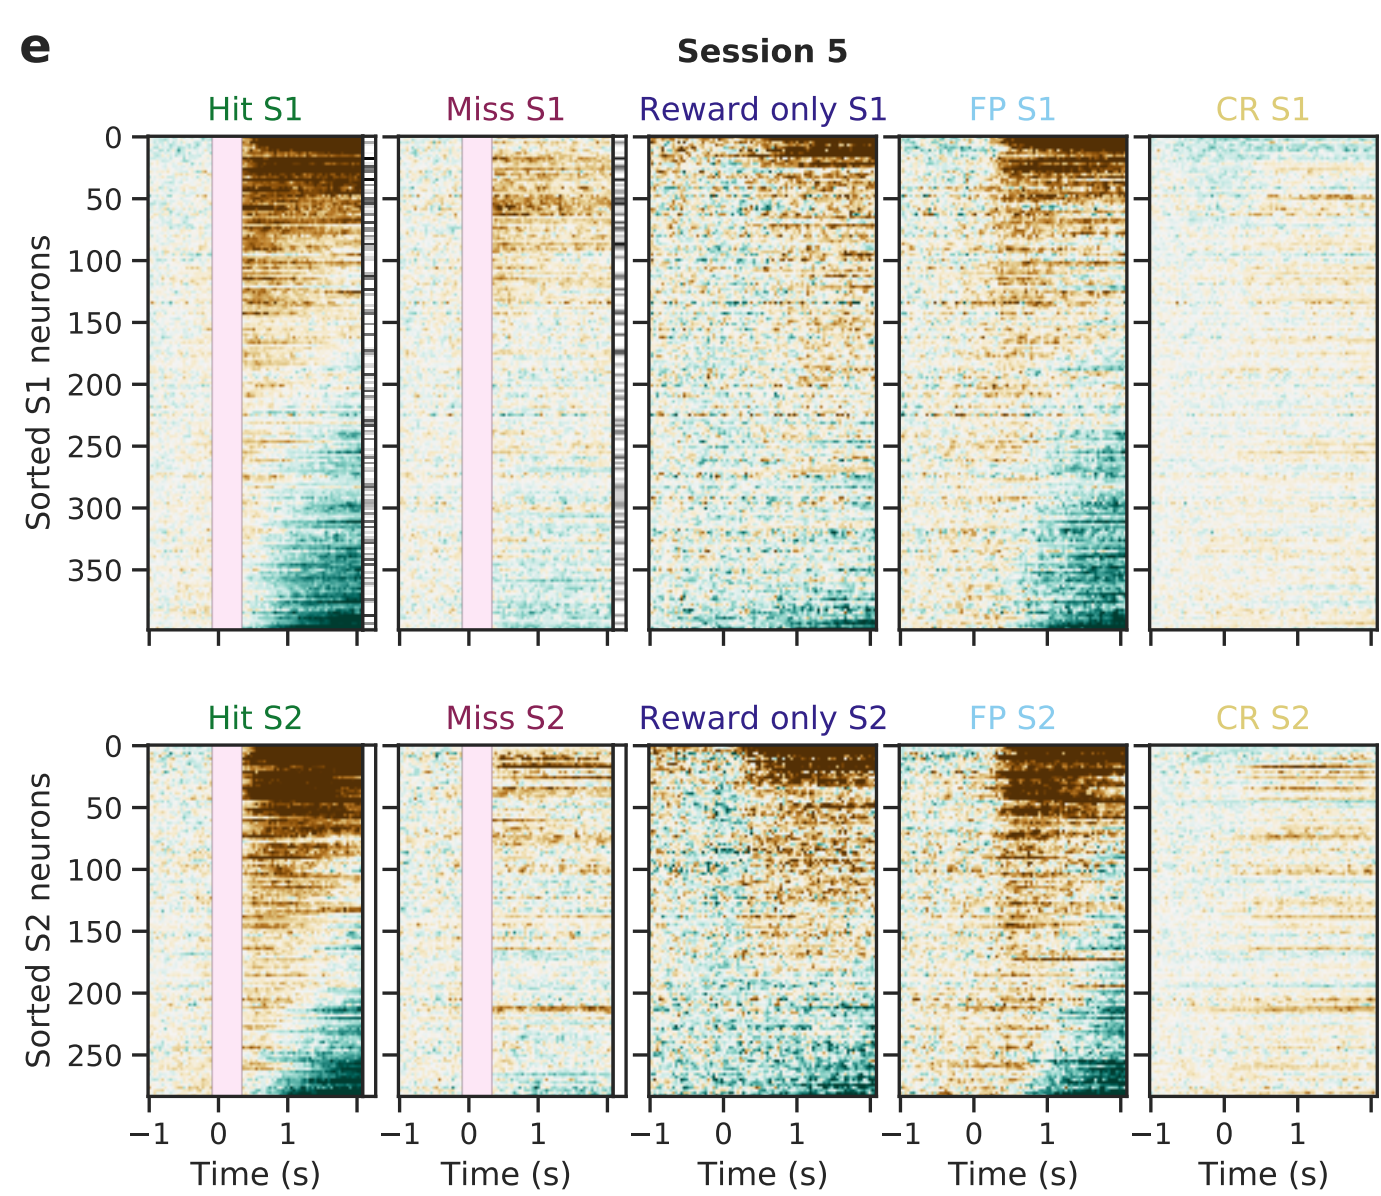 e
Session 5
Hit S1 Miss S1 Reward only S1 FP S1 CR S1
Sorted S1 neurons
0
50
100
150
200
250
300
350
Hit S2 Miss S2 Reward only S2 FP S2 CR S2
Sorted S2 neurons
0
50
100
150
200
250
−1 0 1 −1 0 1 −1 0 1 −1 0 1 −1 0 1
Time (s) Time (s) Time (s) Time (s) Time (s)